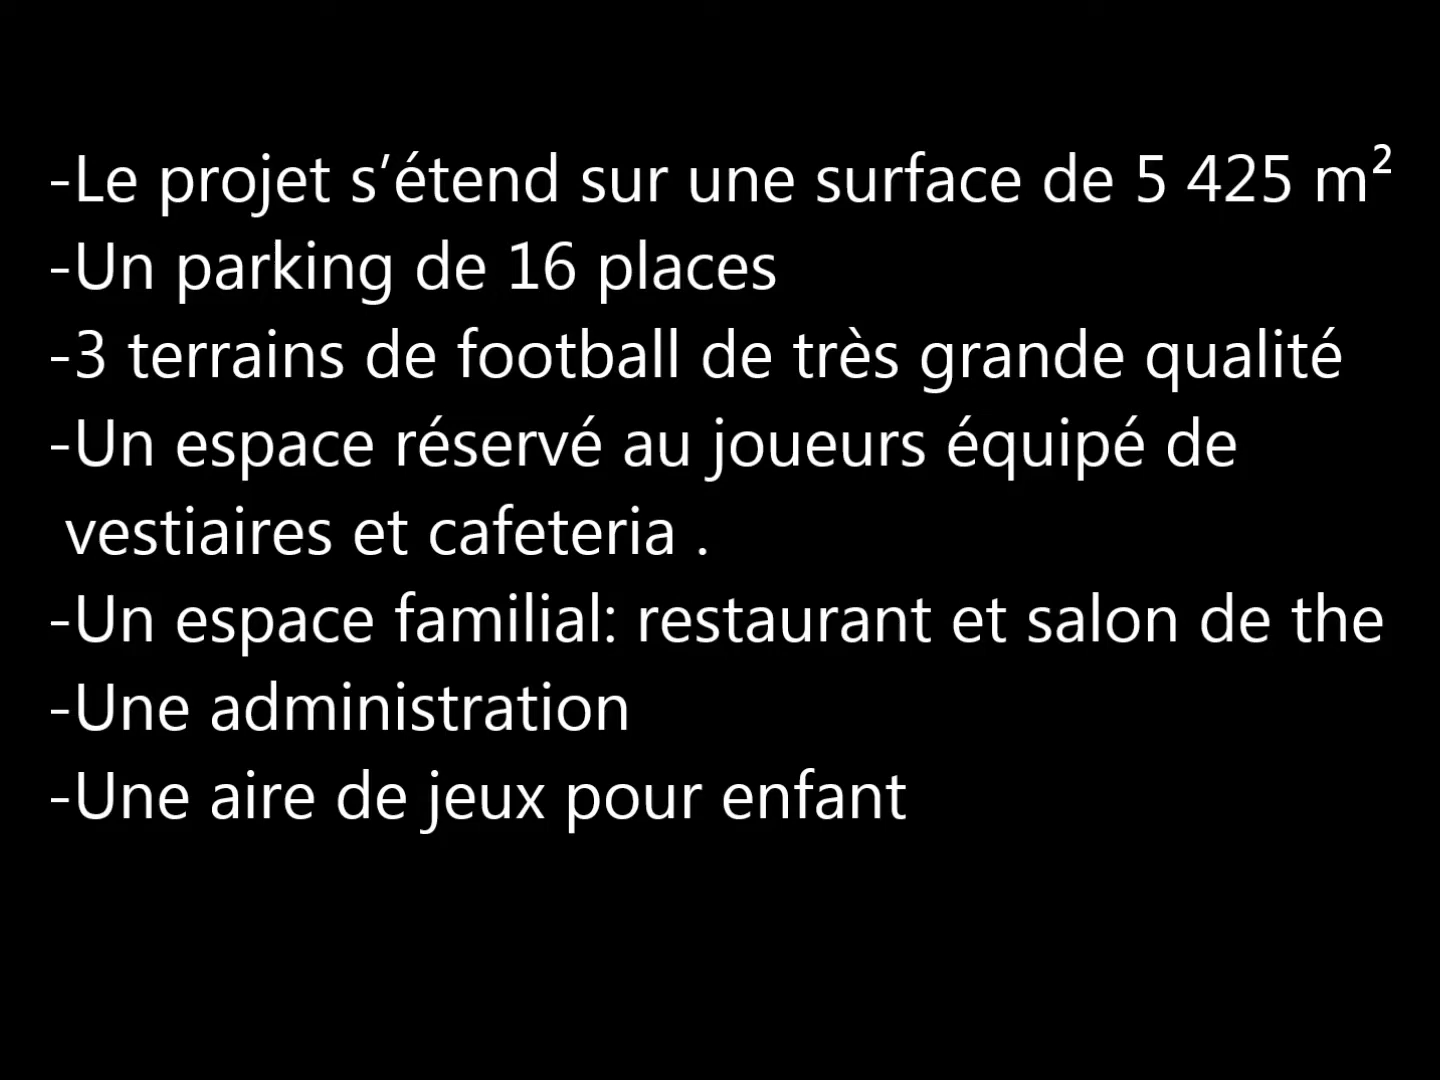 -Le projet s’étend sur une surface de 5 425 m²
-Un parking de 16 places
-3 terrains de football de très grande qualité
-Un espace réservé au joueurs équipé de
vestiaires et cafeteria .
-Un espace familial: restaurant et salon de the
-Une administration
-Une aire de jeux pour enfant